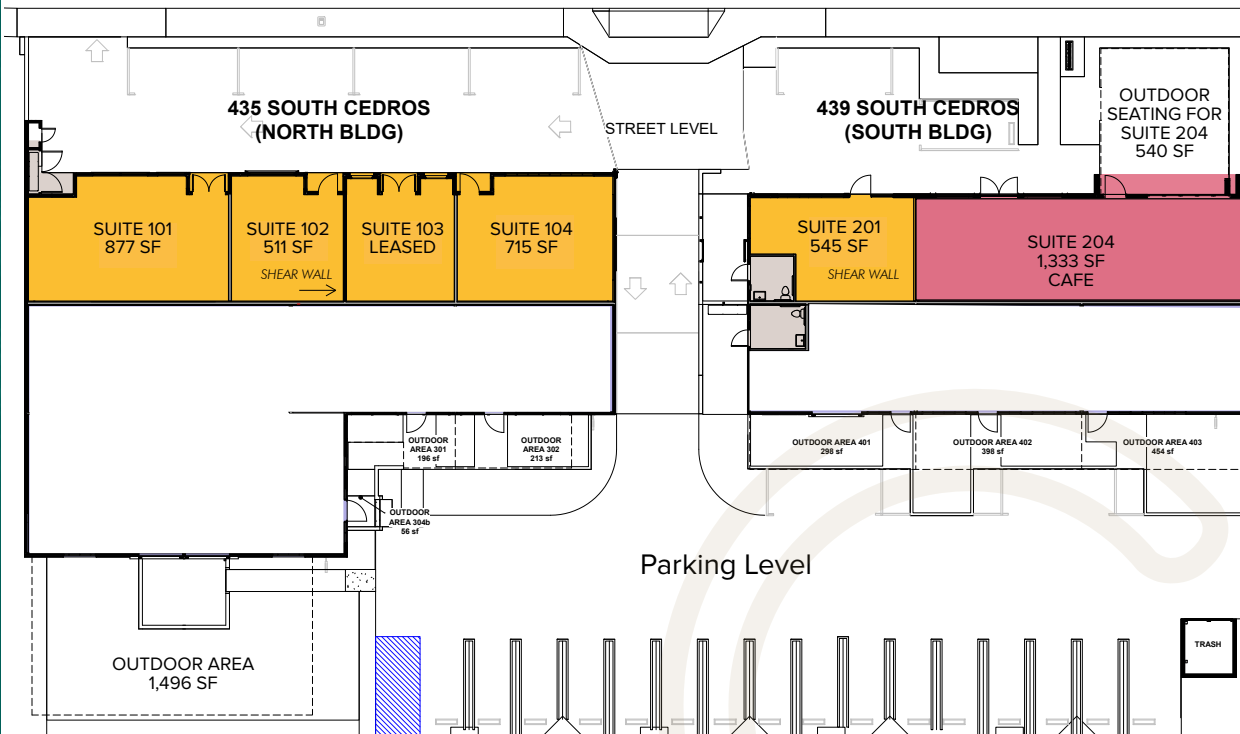 435 SOUTH CEDROS
(NORTH BLDG)
STREET LEVEL
439 SOUTH CEDROS
(SOUTH BLDG)
OUTDOOR
SEATING FOR
SUITE 204
540 SF
SUITE 101
877 SF
SUITE 102
511 SF
SHEAR WALL
SUITE 103
LEASED
SUITE 104
715 SF
SUITE 201
545 SF
SHEAR WALL
SUITE 204
1,333 SF
CAFE
OUTDOOR
AREA 301
196 sf
OUTDOOR
AREA 302
213 sf
OUTDOOR AREA 401
298 sf
OUTDOOR AREA 402
398 sf
OUTDOOR AREA 403
454 sf
OUTDOOR
AREA 304b
56 sf
Parking Level
OUTDOOR AREA
1,496 SF
TRASH